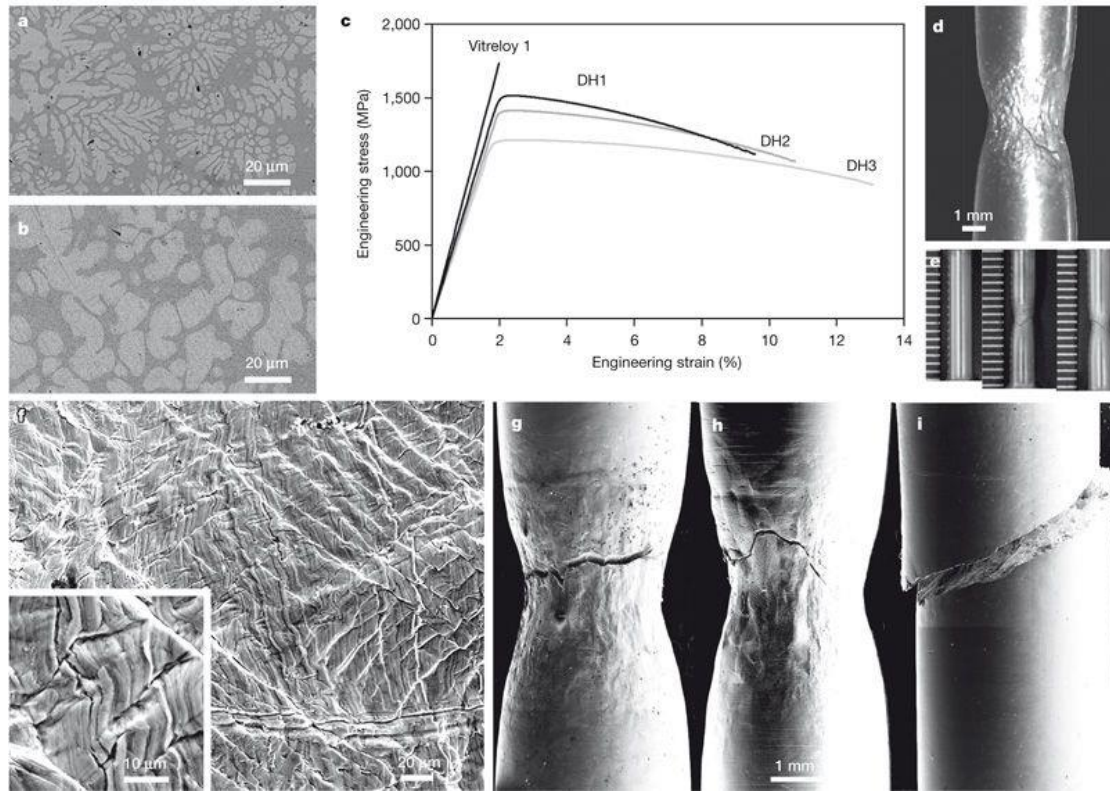 a
20 μm
b
20 μm
c
Engineering stress (MPa)
2,000
1,500
1,000
500
0
Vitreloy 1
DH1
DH2
DH3
0
2
4
6
8
10
12
14
Engineering strain (%)
d
1 mm
e
f
10 μm
20 μm
g
h
1 mm
i